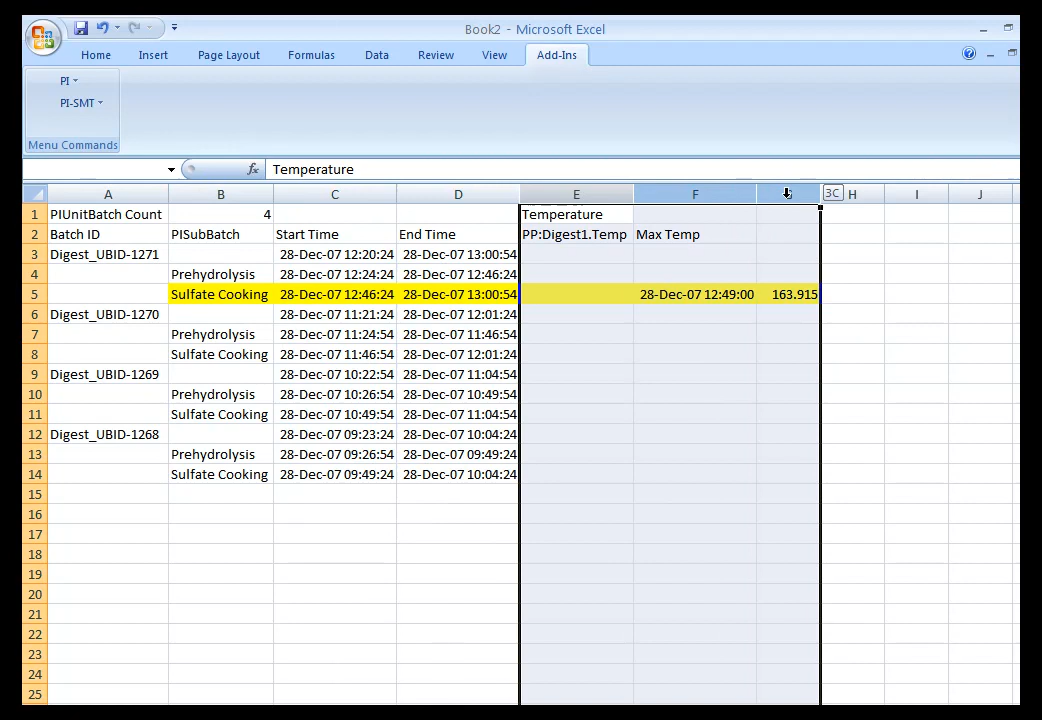 Book2 - Microsoft Excel
Home Insert Page Layout Formulas Data Review View Add-Ins
PI
PI-SMT
Menu Commands
fx Temperature
A B C D E F 3C H I J
1 PIUnitBatch Count 4 Temperature
2 Batch ID PISubBatch Start Time End Time PP:Digest1.Temp Max Temp
3 Digest_UBID-1271 28-Dec-07 12:20:24 28-Dec-07 13:00:54
4 Prehydrolysis 28-Dec-07 12:24:24 28-Dec-07 12:46:24
5 Sulfate Cooking 28-Dec-07 12:46:24 28-Dec-07 13:00:54 28-Dec-07 12:49:00 163.915
6 Digest_UBID-1270 28-Dec-07 11:21:24 28-Dec-07 12:01:24
7 Prehydrolysis 28-Dec-07 11:24:54 28-Dec-07 11:46:54
8 Sulfate Cooking 28-Dec-07 11:46:54 28-Dec-07 12:01:24
9 Digest_UBID-1269 28-Dec-07 10:22:54 28-Dec-07 11:04:54
10 Prehydrolysis 28-Dec-07 10:26:54 28-Dec-07 10:49:54
11 Sulfate Cooking 28-Dec-07 10:49:54 28-Dec-07 11:04:54
12 Digest_UBID-1268 28-Dec-07 09:23:24 28-Dec-07 10:04:24
13 Prehydrolysis 28-Dec-07 09:26:54 28-Dec-07 09:49:24
14 Sulfate Cooking 28-Dec-07 09:49:24 28-Dec-07 10:04:24
15
16
17
18
19
20
21
22
23
24
25